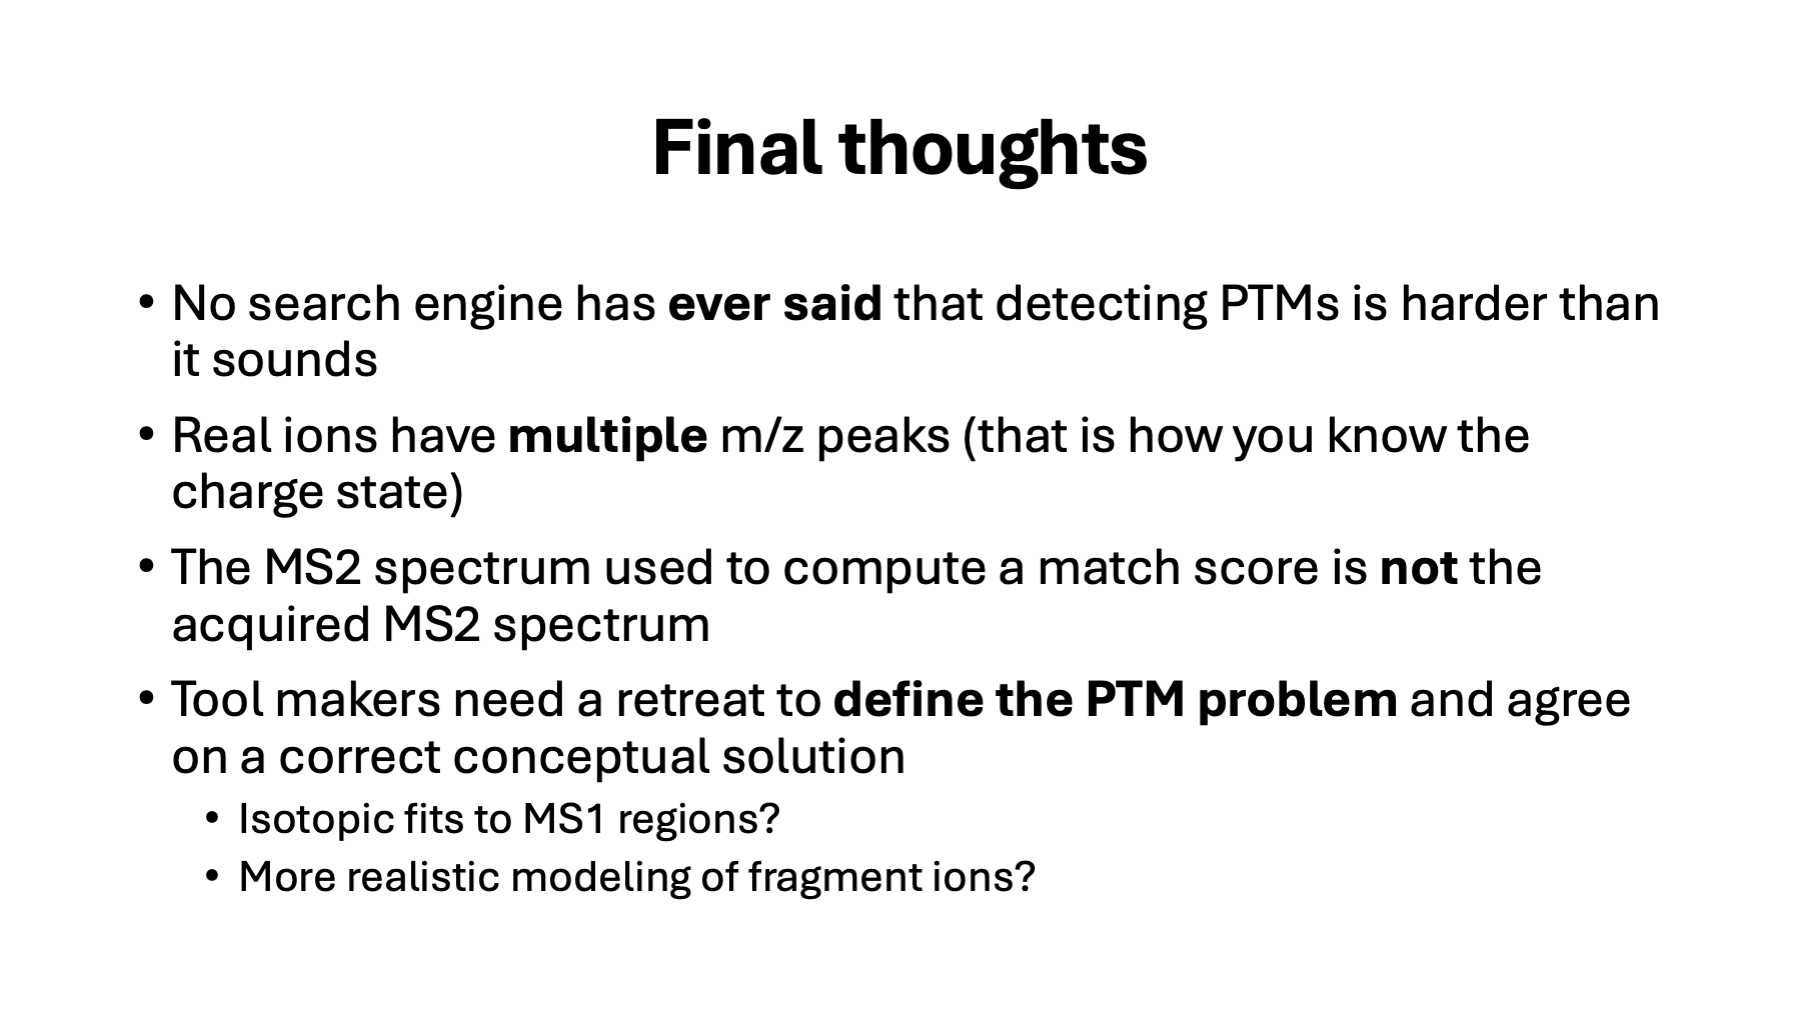 Final thoughts
• No search engine has ever said that detecting PTMs is harder than
it sounds
• Real ions have multiple m/z peaks (that is how you know the
charge state)
• The MS2 spectrum used to compute a match score is not the
acquired MS2 spectrum
• Tool makers need a retreat to define the PTM problem and agree
on a correct conceptual solution
• Isotopic fits to MS1 regions?
• More realistic modeling of fragment ions?